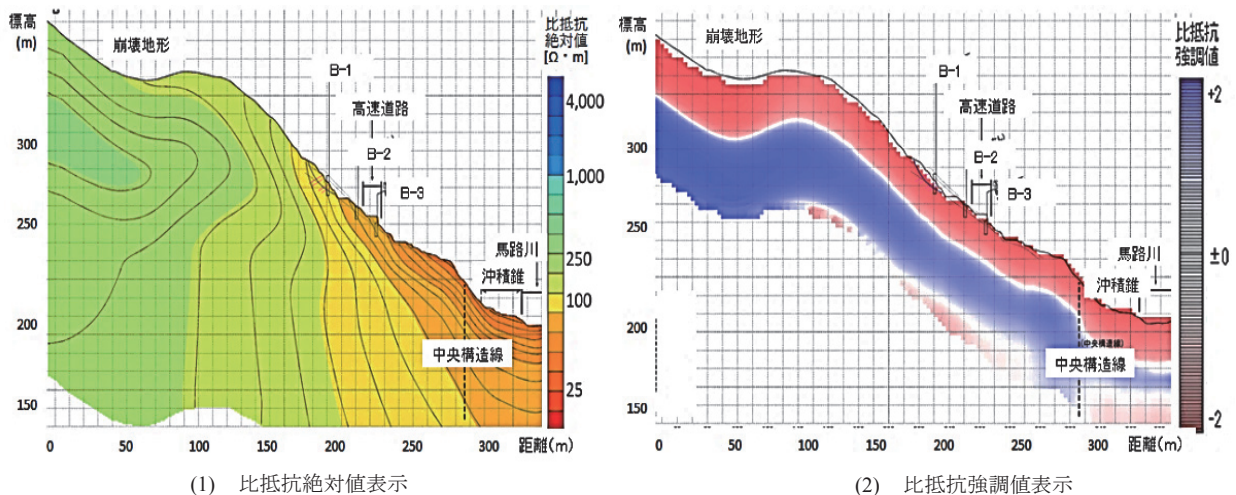 標高
(m)
崩壊地形
B-1
高速道路
B-2
B-3
馬路川
沖積錐
中央構造線
300
250
200
150
0
50
100
150
200
250
300
距離(m)
比抵抗
絶対値
[Ω・m]
4,000
1,000
250
100
25
(1) 比抵抗絶対値表示
標高
(m)
崩壊地形
B-1
高速道路
B-2
B-3
馬路川
沖積錐
(中央構造線)
中央構造線
300
250
200
150
0
50
100
150
200
250
300
距離(m)
比抵抗
強調値
+2
±0
-2
(2) 比抵抗強調値表示